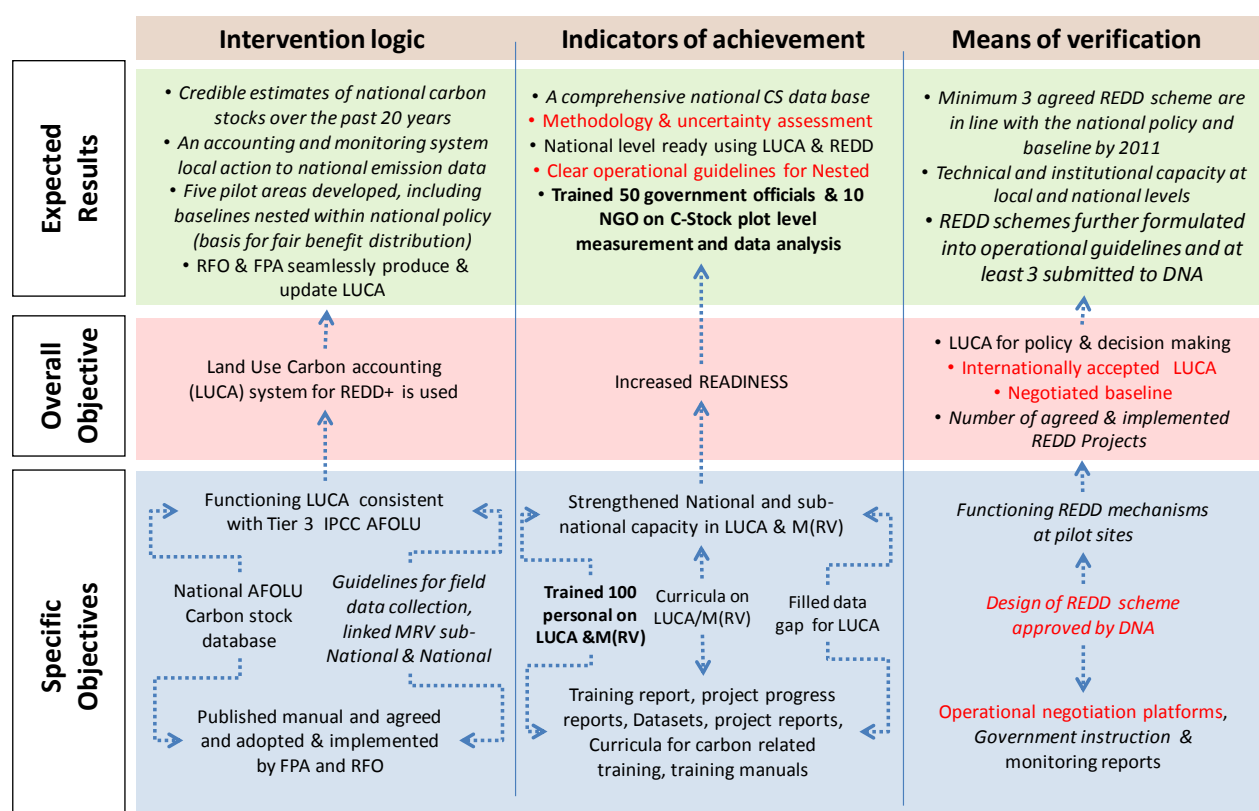 Intervention logic
Indicators of achievement
Means of verification
Expected
Results
• Credible estimates of national carbon
stocks over the past 20 years
• An accounting and monitoring system
local action to national emission data
• Five pilot areas developed, including
baselines nested within national policy
(basis for fair benefit distribution)
• RFO & FPA seamlessly produce &
update LUCA
• A comprehensive national CS data base
• Methodology & uncertainty assessment
• National level ready using LUCA & REDD
• Clear operational guidelines for Nested
• Trained 50 government officials & 10
NGO on C-Stock plot level
measurement and data analysis
• Minimum 3 agreed REDD scheme are
in line with the national policy and
baseline by 2011
• Technical and institutional capacity at
local and national levels
• REDD schemes further formulated
into operational guidelines and at
least 3 submitted to DNA
Overall
Objective
Land Use Carbon accounting
(LUCA) system for REDD+ is used
Increased READINESS
• LUCA for policy & decision making
• Internationally accepted LUCA
• Negotiated baseline
• Number of agreed & implemented
REDD Projects
Specific
Objectives
Functioning LUCA consistent
with Tier 3 IPCC AFOLU
National AFOLU
Carbon stock
database
Guidelines for field
data collection,
linked MRV sub-
National & National
Published manual and agreed
and adopted & implemented
by FPA and RFO
Strengthened National and sub-
national capacity in LUCA & M(RV)
Trained 100
personal on
LUCA &M(RV)
Curricula on
LUCA/M(RV)
Filled data
gap for LUCA
Training report, project progress
reports, Datasets, project reports,
Curricula for carbon related
training, training manuals
Functioning REDD mechanisms
at pilot sites
Design of REDD scheme
approved by DNA
Operational negotiation platforms,
Government instruction &
monitoring reports